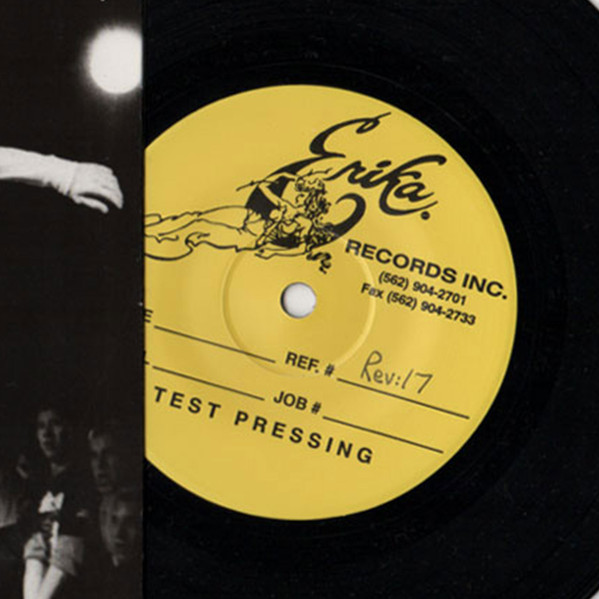 Erika
RECORDS INC.
(562) 904-2701
Fax (562) 904-2733
E
REF. # Rev:17
JOB #
TEST PRESSING